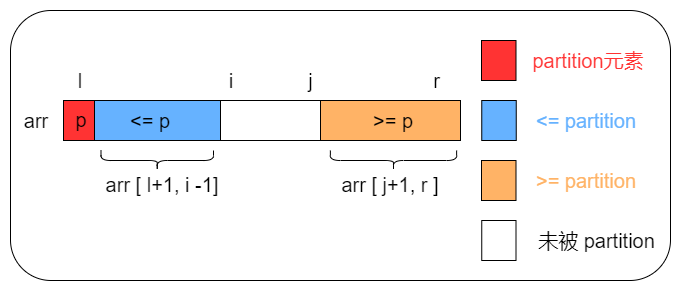 l i j r
arr p <= p >= p
arr [ l+1, i -1] arr [ j+1, r ]
partition元素
<= partition
>= partition
未被 partition